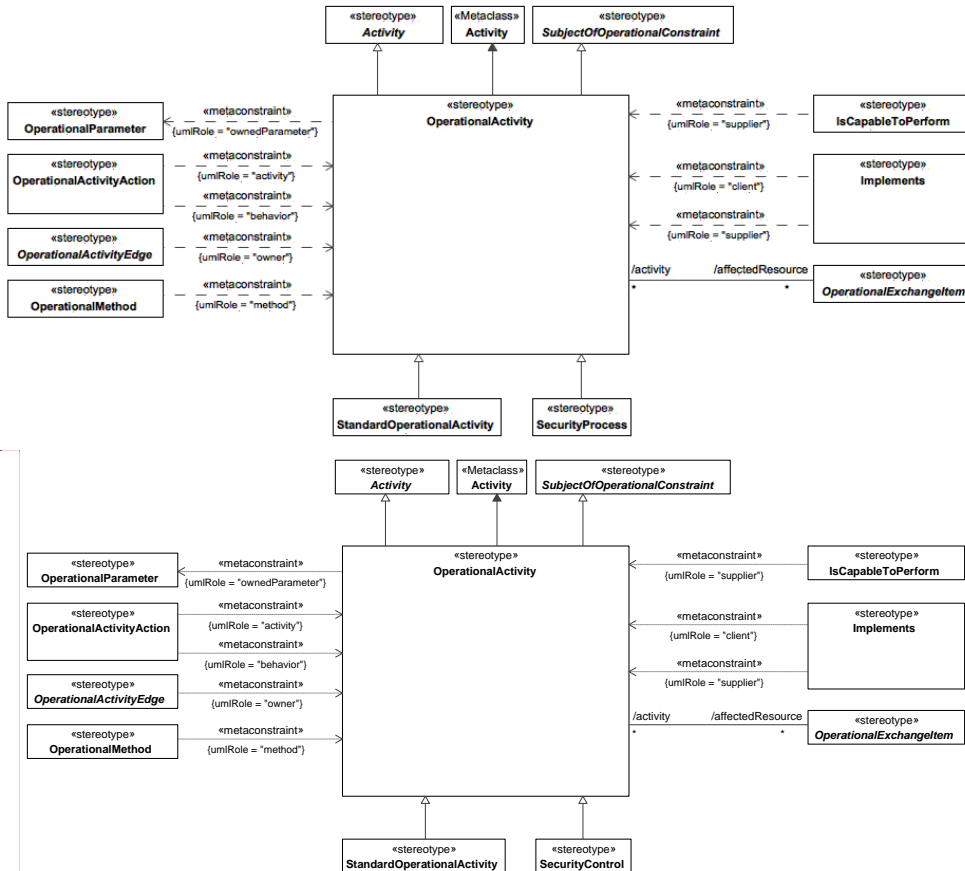 «stereotype»
Activity
«Metaclass»
Activity
«stereotype»
SubjectOfOperationalConstraint
«stereotype»
OperationalActivity
«stereotype»
OperationalParameter
«metaconstraint»
{umlRole = "ownedParameter"}
«stereotype»
OperationalActivityAction
«metaconstraint»
{umlRole = "activity"}
«metaconstraint»
{umlRole = "behavior"}
«stereotype»
OperationalActivityEdge
«metaconstraint»
{umlRole = "owner"}
«stereotype»
OperationalMethod
«metaconstraint»
{umlRole = "method"}
«metaconstraint»
{umlRole = "supplier"}
«stereotype»
IsCapableToPerform
«metaconstraint»
{umlRole = "client"}
«stereotype»
Implements
«metaconstraint»
{umlRole = "supplier"}
/activity
/affectedResource
*
*
«stereotype»
OperationalExchangeItem
«stereotype»
StandardOperationalActivity
«stereotype»
SecurityProcess
«stereotype»
Activity
«Metaclass»
Activity
«stereotype»
SubjectOfOperationalConstraint
«stereotype»
OperationalActivity
«stereotype»
OperationalParameter
«metaconstraint»
{umlRole = "ownedParameter"}
«stereotype»
OperationalActivityAction
«metaconstraint»
{umlRole = "activity"}
«metaconstraint»
{umlRole = "behavior"}
«stereotype»
OperationalActivityEdge
«metaconstraint»
{umlRole = "owner"}
«stereotype»
OperationalMethod
«metaconstraint»
{umlRole = "method"}
«metaconstraint»
{umlRole = "supplier"}
«stereotype»
IsCapableToPerform
«metaconstraint»
{umlRole = "client"}
«stereotype»
Implements
«metaconstraint»
{umlRole = "supplier"}
/activity
/affectedResource
*
*
«stereotype»
OperationalExchangeItem
«stereotype»
StandardOperationalActivity
«stereotype»
SecurityControl